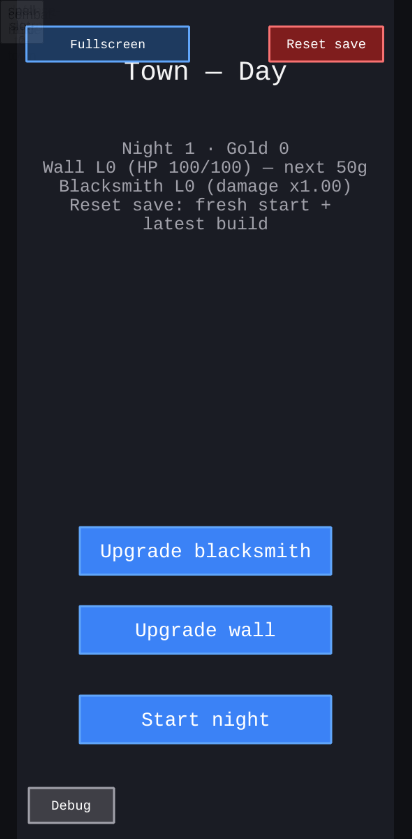 Fullscreen
Reset save
Town — Day
Night 1 · Gold 0
Wall L0 (HP 100/100) — next 50g
Blacksmith L0 (damage x1.00)
Reset save: fresh start +
latest build
Upgrade blacksmith
Upgrade wall
Start night
Debug